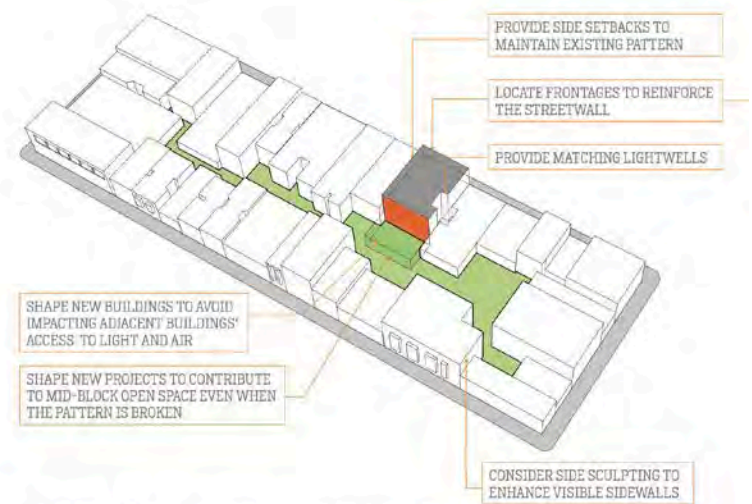 PROVIDE SIDE SETBACKS TO
MAINTAIN EXISTING PATTERN
LOCATE FRONTAGES TO REINFORCE
THE STREETWALL
PROVIDE MATCHING LIGHTWELLS
SHAPE NEW BUILDINGS TO AVOID
IMPACTING ADJACENT BUILDINGS'
ACCESS TO LIGHT AND AIR
SHAPE NEW PROJECTS TO CONTRIBUTE
TO MID-BLOCK OPEN SPACE EVEN WHEN
THE PATTERN IS BROKEN
CONSIDER SIDE SCULPTING TO
ENHANCE VISIBLE SIDEWALLS